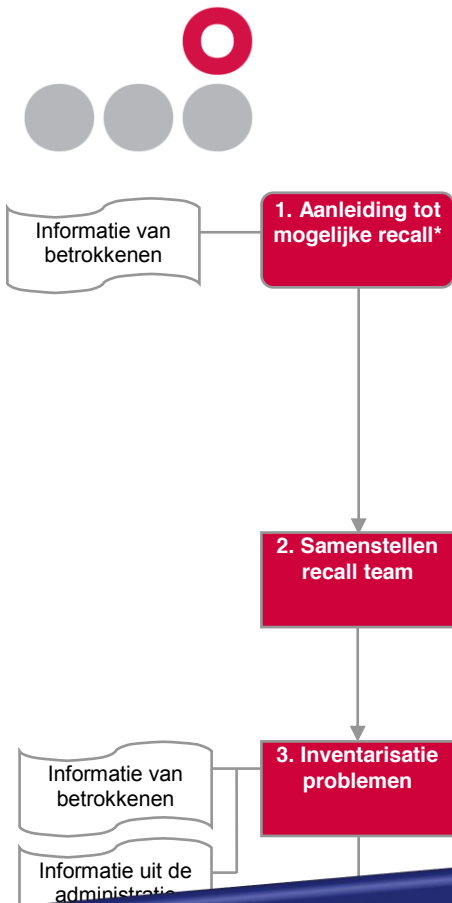 Informatie van
betrokkenen
1. Aanleiding tot
mogelijke recall*
2. Samenstellen
recall team
3. Inventarisatie
problemen
Informatie van
betrokkenen
Informatie uit de
administratie